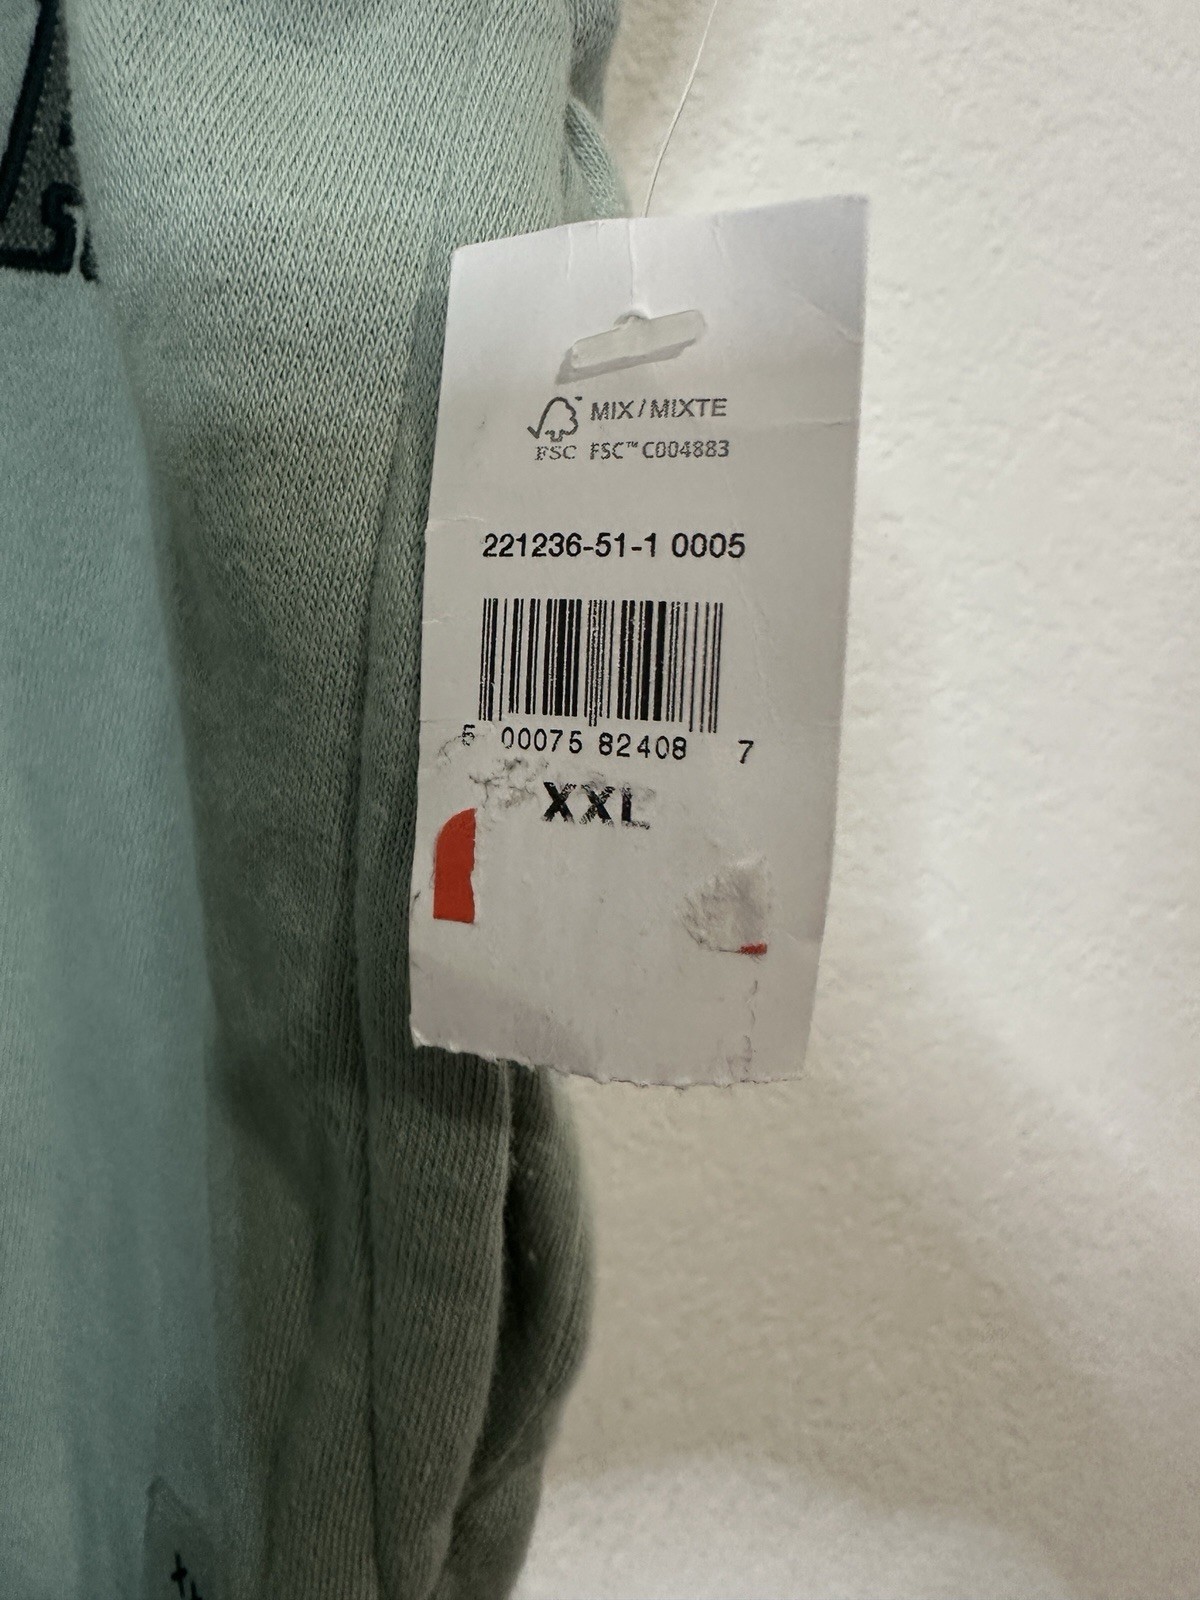 MIX/MIXTE
FSC FSC™ C004883
221236-51-1 0005
5 00075 82408 7
XXL